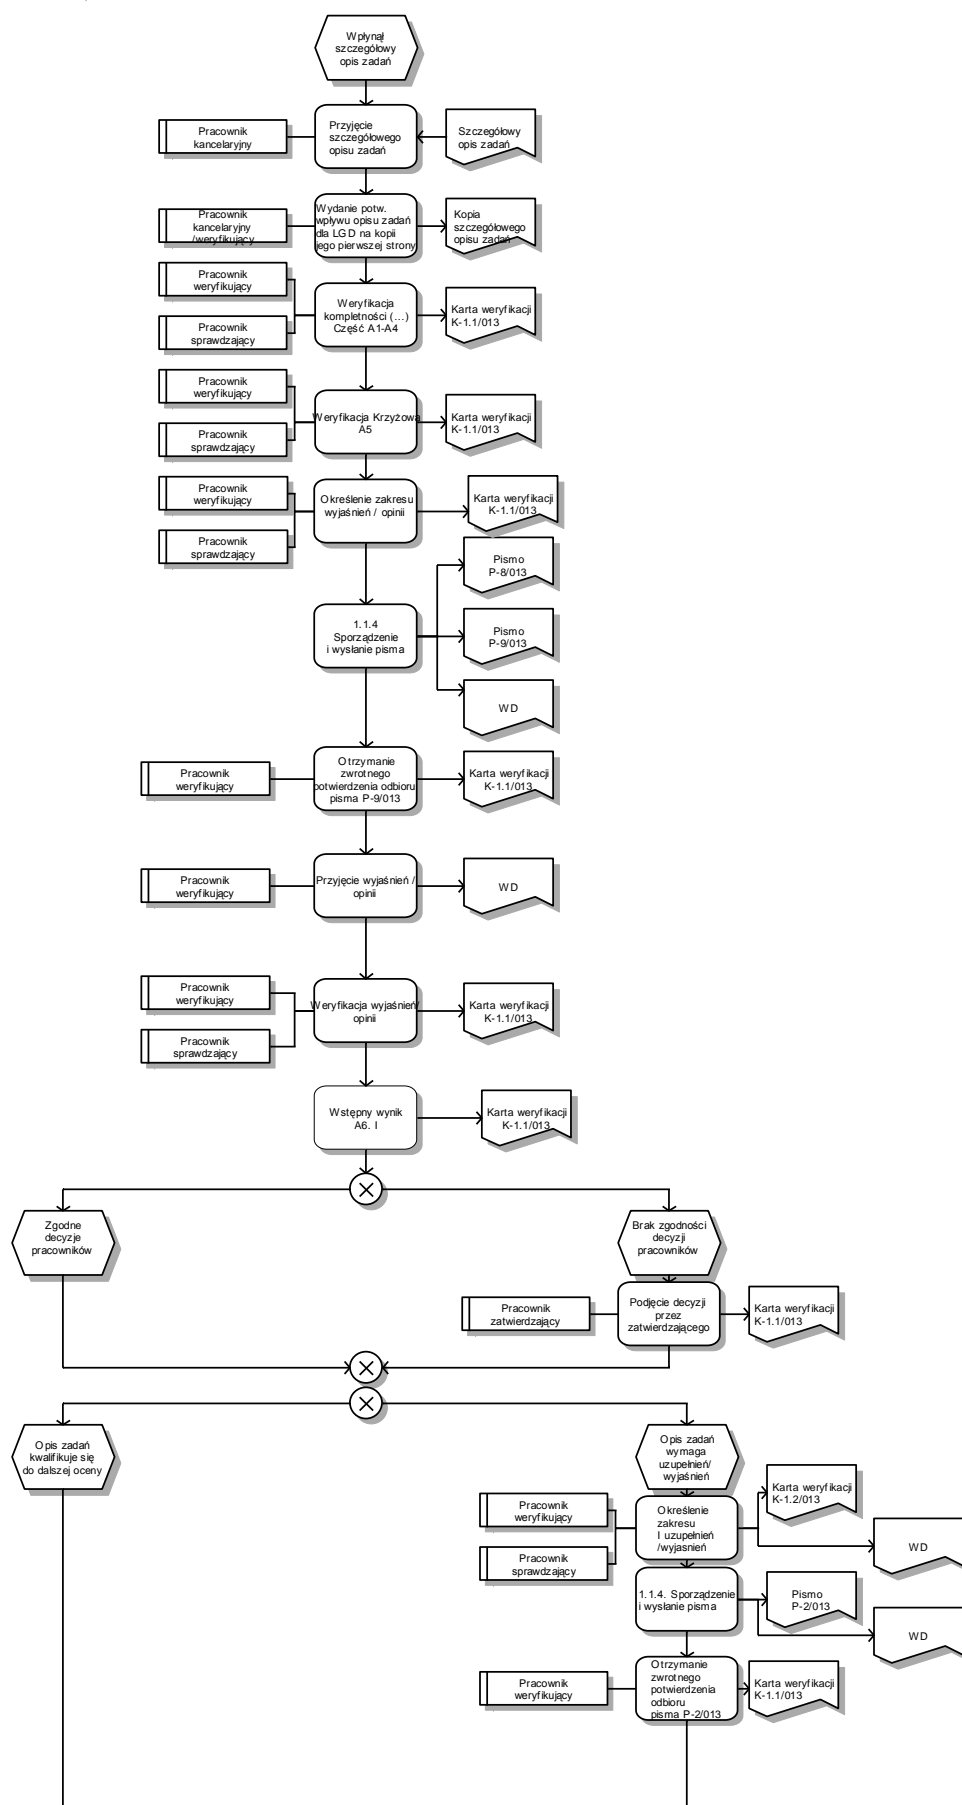 Wpłynął
szczegółowy
opis zadań
Pracownik
kancelaryjny
Przyjęcie
szczegółowego
opisu zadań
Szczegółowy
opis zadań
Pracownik
kancelaryjny
/weryfikujący
Wydanie potw.
wpływu opisu zadań
dla LGD na kopii
jego pierwszej strony
Kopia
szczegółowego
opisu zadań
Pracownik
weryfikujący
Pracownik
sprawdzający
Weryfikacja
kompletności (...)
Część A1-A4
Karta weryfikacji
K-1.1/013
Pracownik
weryfikujący
Pracownik
sprawdzający
Weryfikacja Krzyżowa
A5
Karta weryfikacji
K-1.1/013
Pracownik
weryfikujący
Pracownik
sprawdzający
Określenie zakresu
wyjaśnień / opinii
Karta weryfikacji
K-1.1/013
1.1.4
Sporządzenie
i wysłanie pisma
Pismo
P-8/013
Pismo
P-9/013
WD
Pracownik
weryfikujący
Otrzymanie
zwrotnego
potwierdzenia odbioru
pisma P-9/013
Karta weryfikacji
K-1.1/013
Pracownik
weryfikujący
Przyjęcie wyjaśnień /
opinii
WD
Pracownik
weryfikujący
Pracownik
sprawdzający
Weryfikacja wyjaśnień/
opinii
Karta weryfikacji
K-1.1/013
Wstępny wynik
A6. I
Karta weryfikacji
K-1.1/013
Zgodne
decyzje
pracowników
Brak zgodności
decyzji
pracowników
Pracownik
zatwierdzający
Podjęcie decyzji
przez
zatwierdzającego
Karta weryfikacji
K-1.1/013
Opis zadań
kwalifikuje się
do dalszej oceny
Opis zadań
wymaga
uzupełnień/
wyjaśnień
Pracownik
weryfikujący
Pracownik
sprawdzający
Określenie
zakresu
I uzupełnień
/wyjasnień
Karta weryfikacji
K-1.2/013
WD
1.1.4. Sporządzenie
i wysłanie pisma
Pismo
P-2/013
WD
Pracownik
weryfikujący
Otrzymanie
zwrotnego
potwierdzenia
odbioru
pisma P-2/013
Karta weryfikacji
K-1.1/013